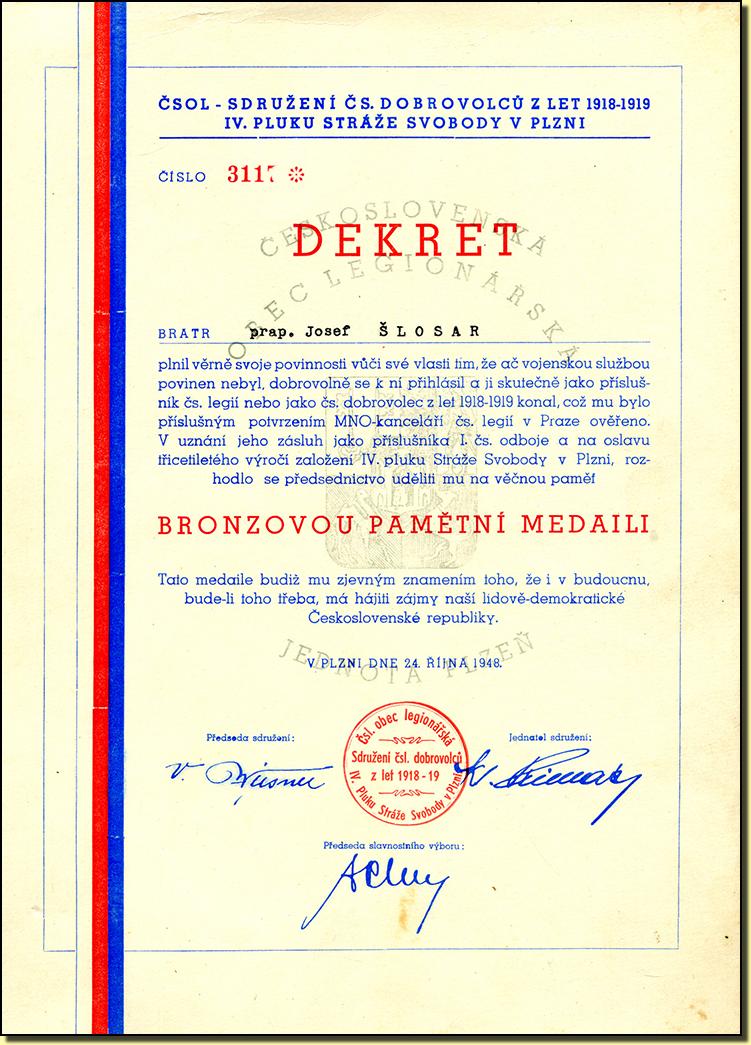 ČSOL - SDRUŽENÍ ČS. DOBROVOLCŮ Z LET 1918-1919
IV. PLUKU STRÁŽE SVOBODY V PLZNI
ČÍSLO 3117 *
ČESKOSLOVENSKÁ
DEKRET
OBEC LEGIONÁŘSKÁ
BRATR prap. Josef ŠLOSAR
plnil věrně svoje povinnosti vůči své vlasti tím, že ač vojenskou službou
povinen nebyl, dobrovolně se k ní přihlásil a ji skutečně jako přísluš-
ník čs. legií nebo jako čs. dobrovolec z let 1918-1919 konal, což mu bylo
příslušným potvrzením MNO-kanceláří čs. legií v Praze ověřeno.
V uznání jeho zásluh jako příslušníka I. čs. odboje a na oslavu
třicetiletého výročí založení IV. pluku Stráže Svobody v Plzni, roz-
hodlo se předsednictvo uděliti mu na věčnou paměť
BRONZOVOU PAMĚTNÍ MEDAILI
Tato medaile budiž mu zjevným znamením toho, že i v budoucnu,
bude-li toho třeba, má hájiti zájmy naší lidově-demokratické
Československé republiky.
JEDNOTA PLZEŇ
V PLZNI DNE 24. ŘÍJNA 1948.
Předseda sdružení:
Jednatel sdružení:
Čsl. obec legionářská
Sdružení čsl. dobrovolců
z let 1918-19
IV. Pluku Stráže Svobody v Plzni
Předseda slavnostního výboru: